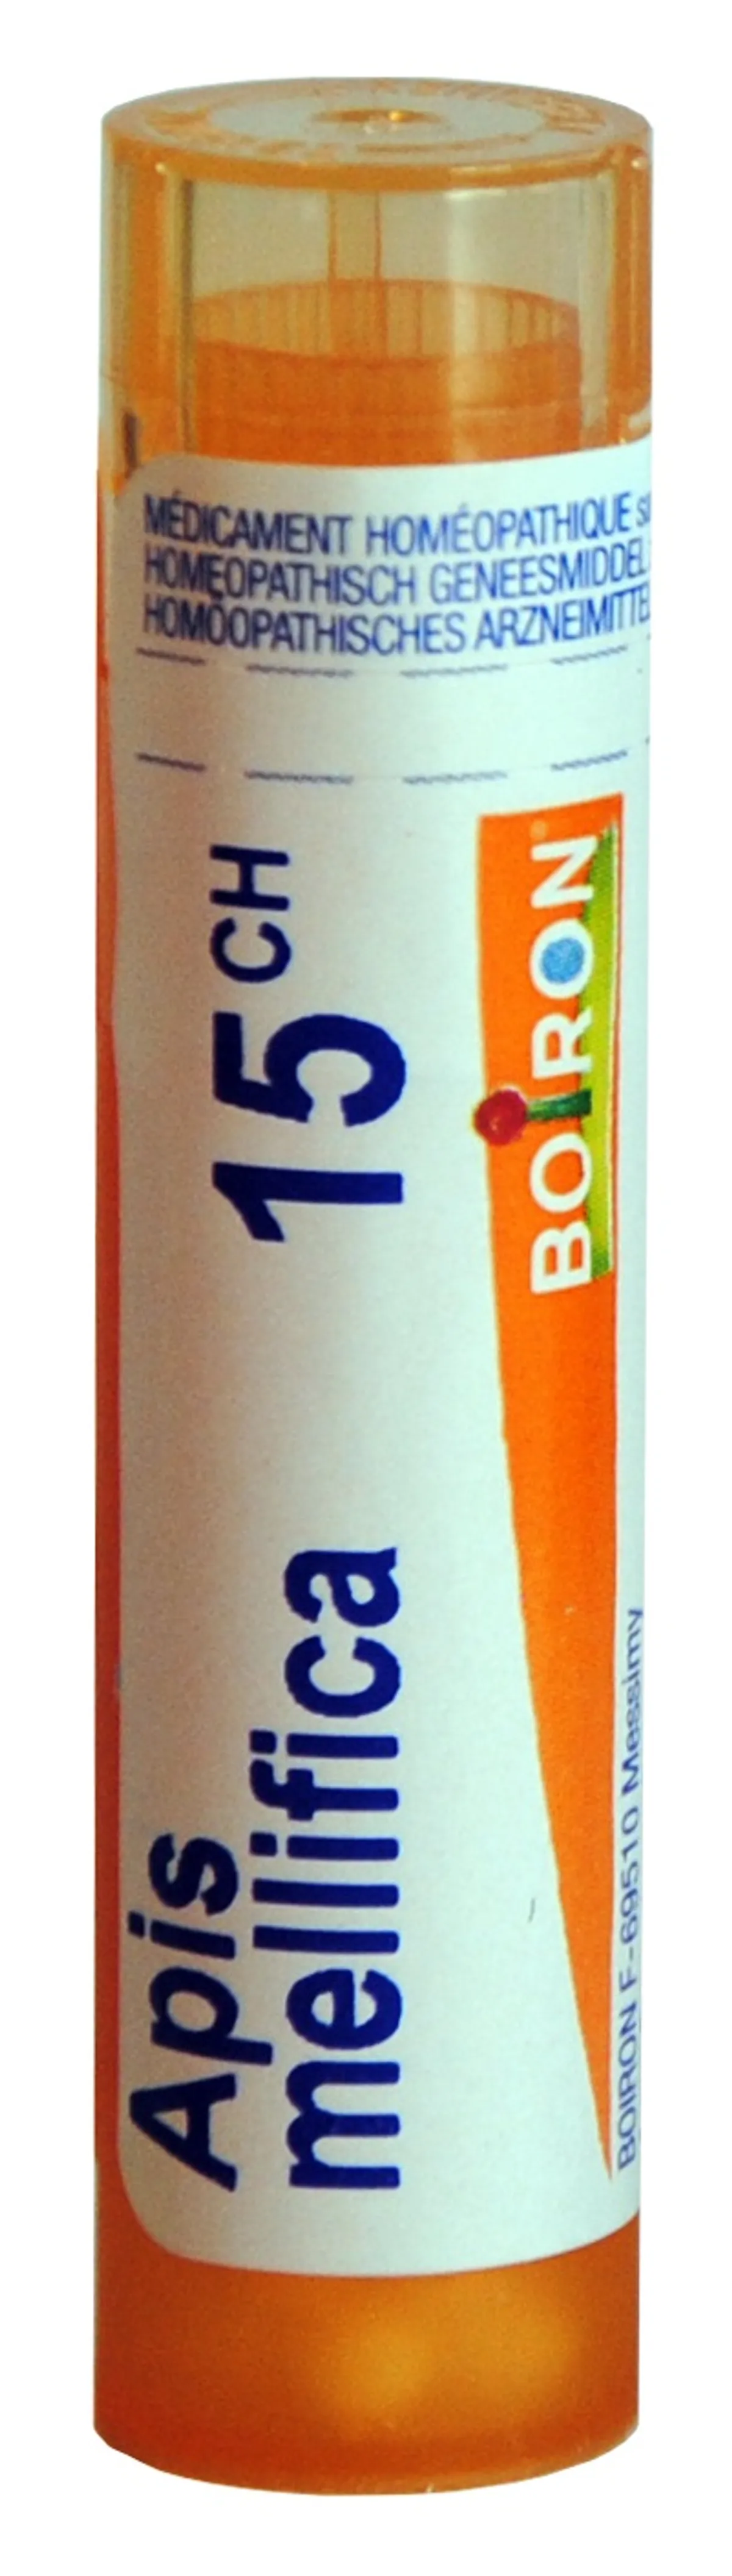 MÉDICAMENT HOMÉOPATHIQUE
HOMEOPATHISCH GENEESMIDDEL
HOMÖOPATHISCHES ARZNEIMITTEL
Apis
mellifica
15 CH
BOIRON
BOIRON F-69510 Messimy